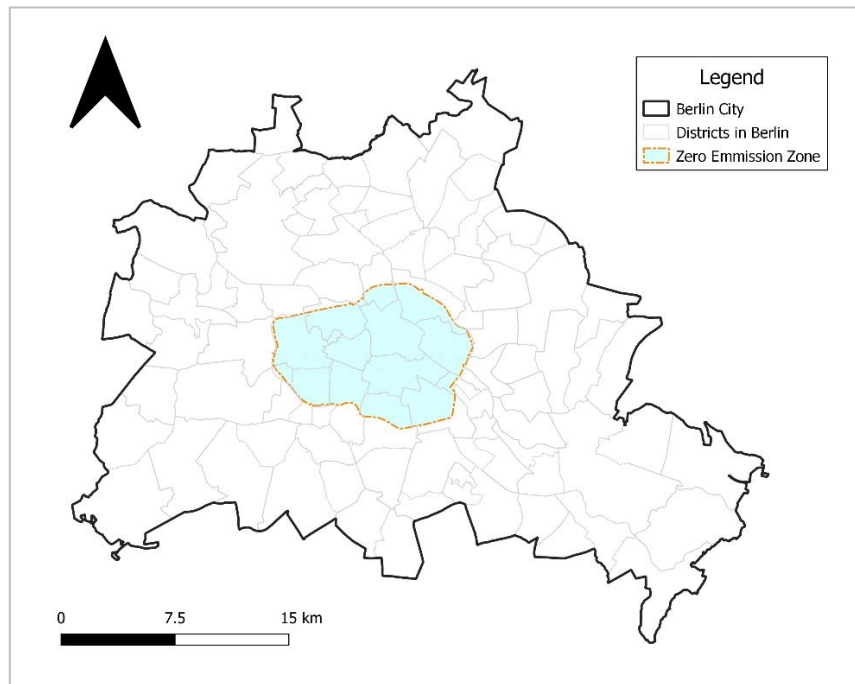 Legend
Berlin City
Districts in Berlin
Zero Emmission Zone
0 7.5 15 km